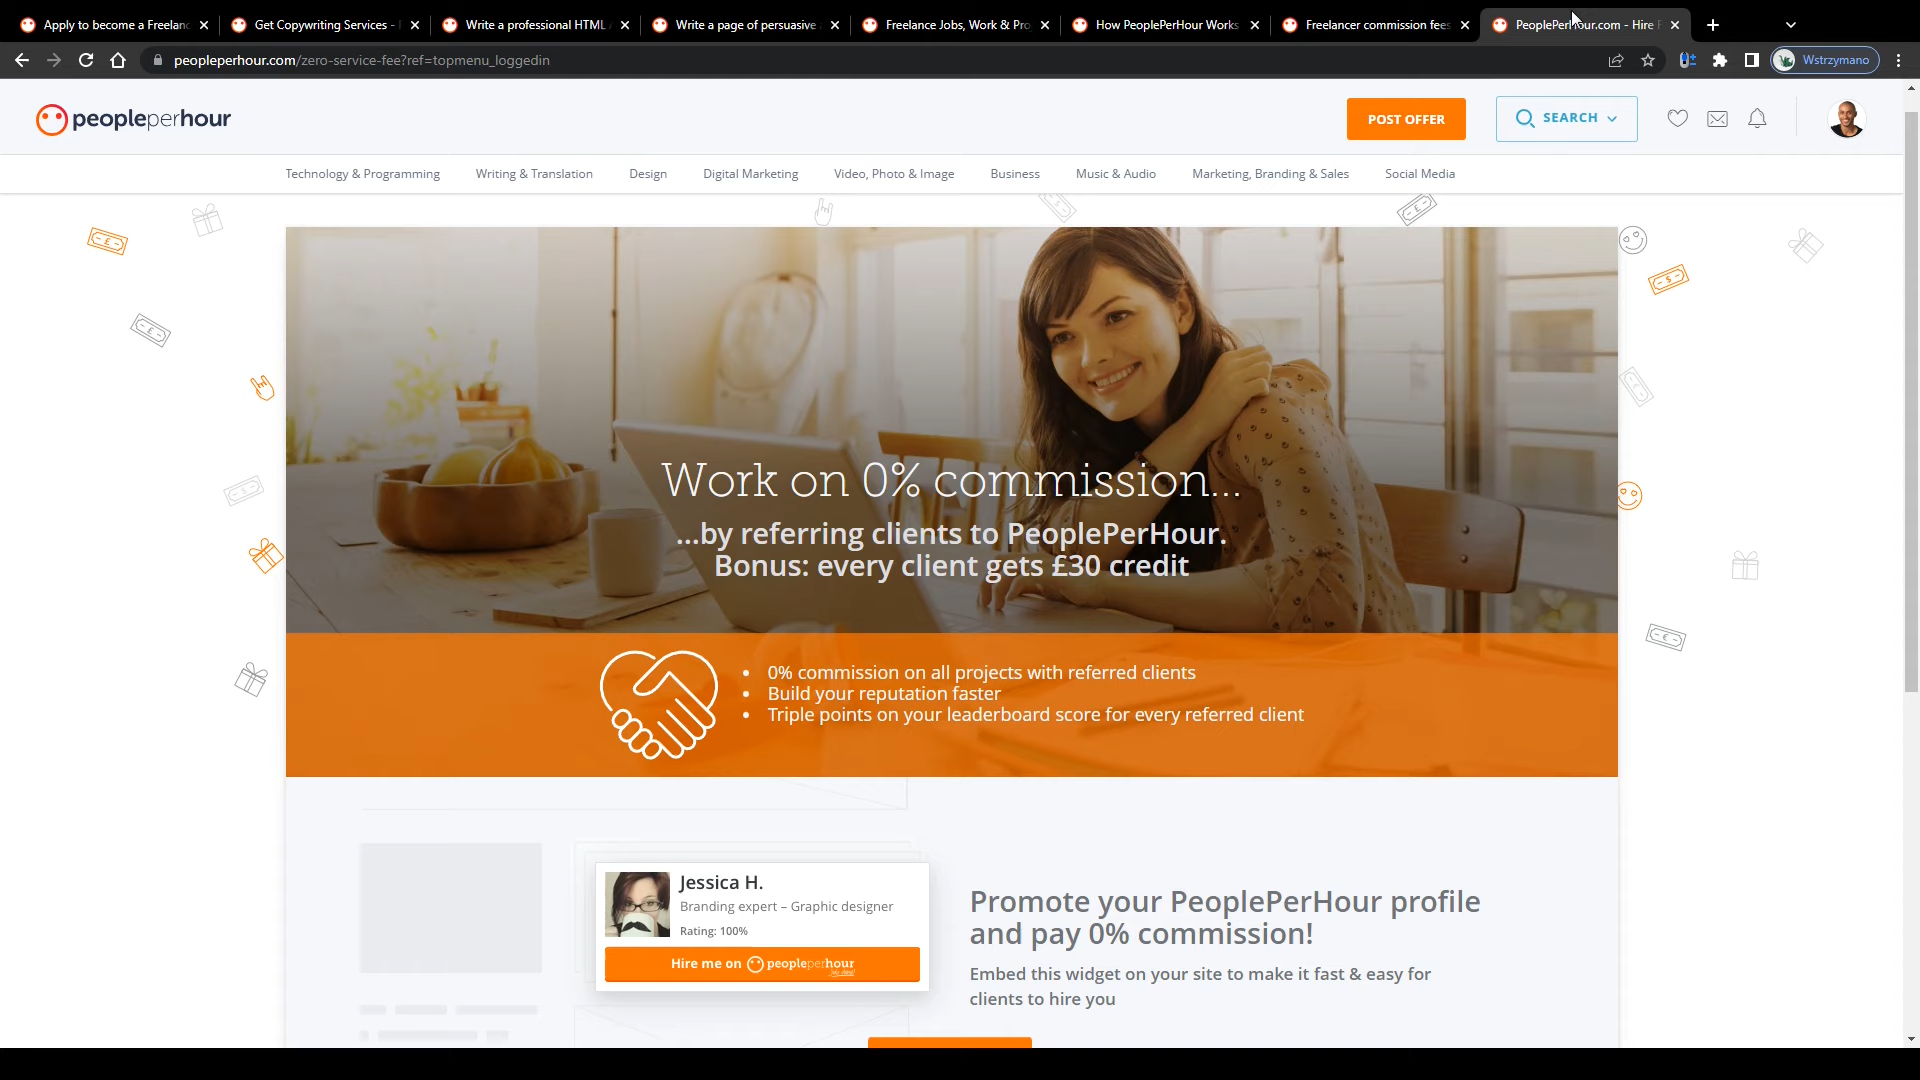 Apply to become a Freelanc
Get Copywriting Services -
Write a professional HTML
Write a page of persuasive
Freelance Jobs, Work & Pro
How PeoplePerHour Works
Freelancer commission fees
PeoplePerHour.com - Hire F
peopleperhour.com/zero-service-fee?ref=topmenu_loggedin
Wstrzymano
peopleperhour
POST OFFER
SEARCH
Technology & Programming
Writing & Translation
Design
Digital Marketing
Video, Photo & Image
Business
Music & Audio
Marketing, Branding & Sales
Social Media
Work on 0% commission...
...by referring clients to PeoplePerHour.
Bonus: every client gets £30 credit
• 0% commission on all projects with referred clients
• Build your reputation faster
• Triple points on your leaderboard score for every referred client
Jessica H.
Branding expert – Graphic designer
Rating: 100%
Hire me on peopleperhour
Promote your PeoplePerHour profile
and pay 0% commission!
Embed this widget on your site to make it fast & easy for
clients to hire you